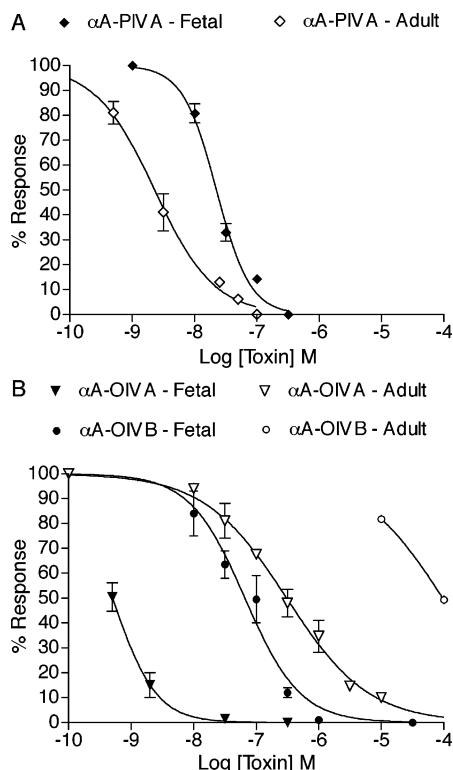 A
αA-PIVA - Fetal
αA-PIVA - Adult
100
90
80
70
60
50
40
30
20
10
0
% Response
-10 -9 -8 -7 -6 -5 -4
Log [Toxin] M
B
αA-OIVA - Fetal
αA-OIVA - Adult
αA-OIVB - Fetal
αA-OIVB - Adult
100
90
80
70
60
50
40
30
20
10
0
% Response
-10 -9 -8 -7 -6 -5 -4
Log [Toxin] M